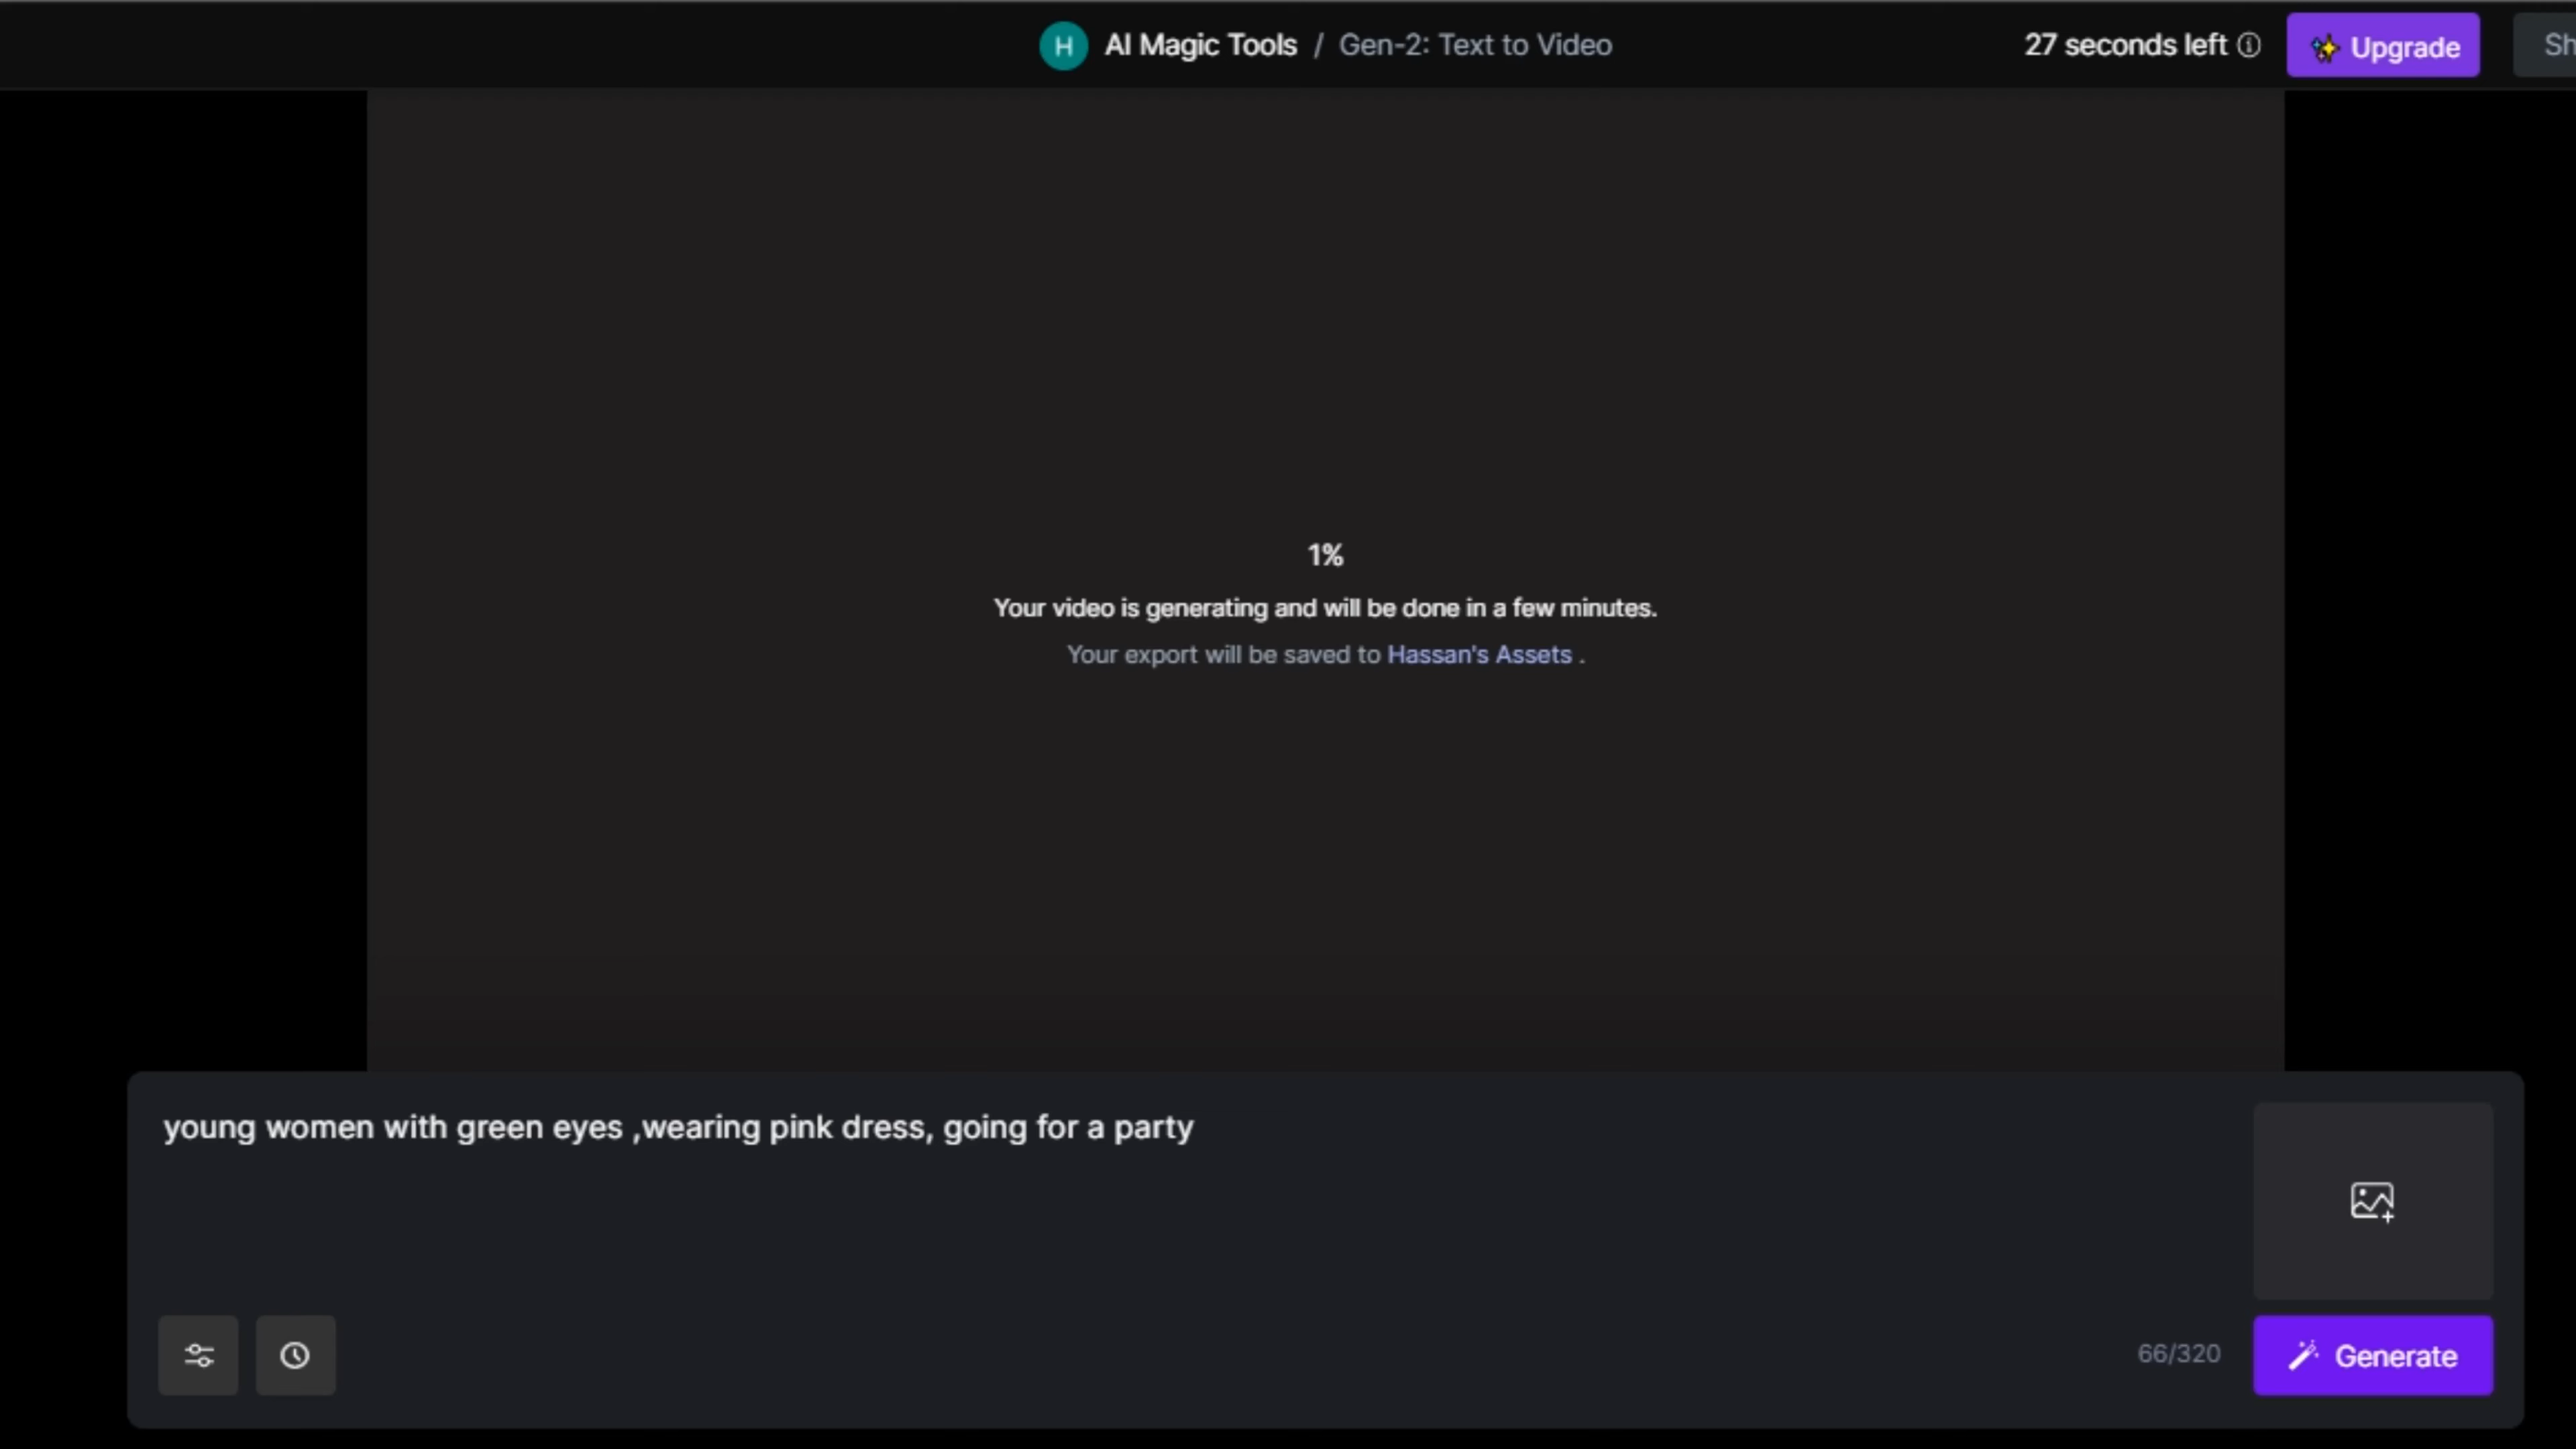 H AI Magic Tools / Gen-2: Text to Video 27 seconds left Upgrade
1%
Your video is generating and will be done in a few minutes.
Your export will be saved to Hassan's Assets .
young women with green eyes ,wearing pink dress, going for a party
66/320 Generate